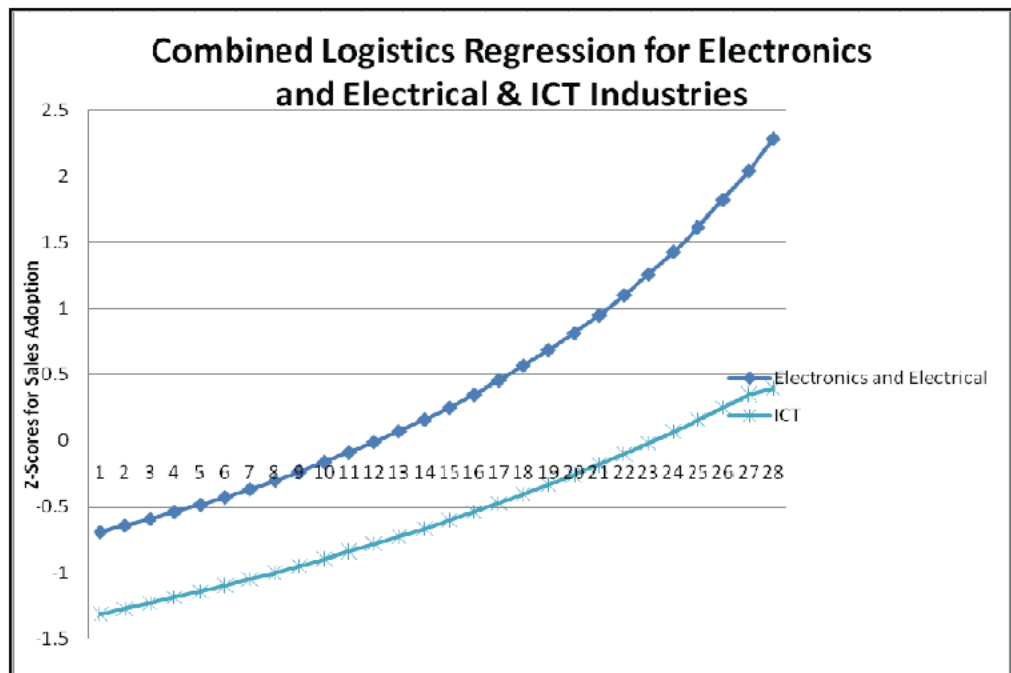 Combined Logistics Regression for Electronics
and Electrical & ICT Industries
Z-Scores for Sales Adoption
2.5
2
1.5
1
0.5
0
-0.5
-1
-1.5
1 2 3 4 5 6 7 8 9 10 11 12 13 14 15 16 17 18 19 20 21 22 23 24 25 26 27 28
Electronics and Electrical
ICT